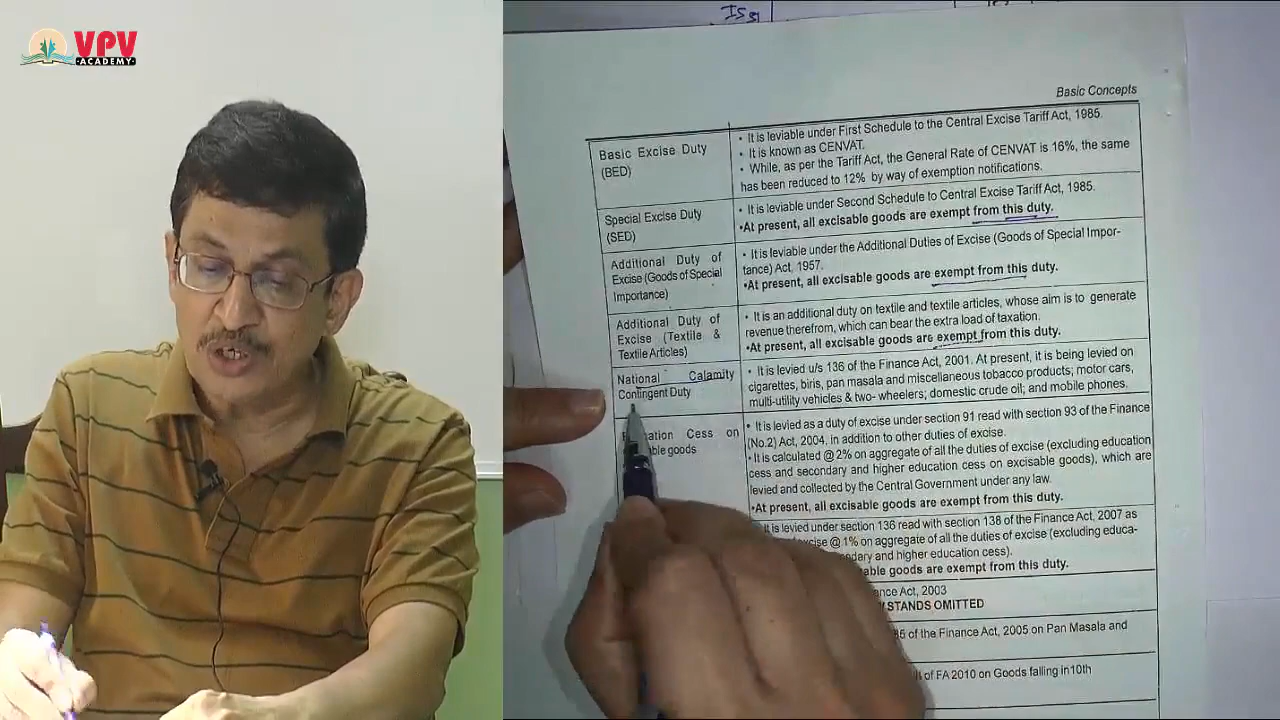 VPV
ACADEMY
Basic Concepts
Basic Excise Duty
(BED)
• It is leviable under First Schedule to the Central Excise Tariff Act, 1985.
• It is known as CENVAT.
• While, as per the Tariff Act, the General Rate of CENVAT is 16%, the same
has been reduced to 12% by way of exemption notifications.
Special Excise Duty
(SED)
• It is leviable under Second Schedule to Central Excise Tariff Act, 1985.
•At present, all excisable goods are exempt from this duty.
Additional Duty of
Excise (Goods of Special
Importance)
• It is leviable under the Additional Duties of Excise (Goods of Special Impor-
tance) Act, 1957.
•At present, all excisable goods are exempt from this duty.
Additional Duty of
Excise (Textile &
Textile Articles)
• It is an additional duty on textile and textile articles, whose aim is to generate
revenue therefrom, which can bear the extra load of taxation.
•At present, all excisable goods are exempt from this duty.
National Calamity
Contingent Duty
• It is levied u/s 136 of the Finance Act, 2001. At present, it is being levied on
cigarettes, biris, pan masala and miscellaneous tobacco products; motor cars,
multi-utility vehicles & two- wheelers; domestic crude oil; and mobile phones.
Cess on
goods
• It is levied as a duty of excise under section 91 read with section 93 of the Finance
(No.2) Act, 2004, in addition to other duties of excise.
• It is calculated @ 2% on aggregate of all the duties of excise (excluding education
cess and secondary and higher education cess on excisable goods), which are
levied and collected by the Central Government under any law.
•At present, all excisable goods are exempt from this duty.
It is levied under section 136 read with section 138 of the Finance Act, 2007 as
@ 1% on aggregate of all the duties of excise (excluding educa-
and higher education cess).
goods are exempt from this duty.
Act, 2003
STANDS OMITTED
of the Finance Act, 2005 on Pan Masala and
of FA 2010 on Goods falling in10th